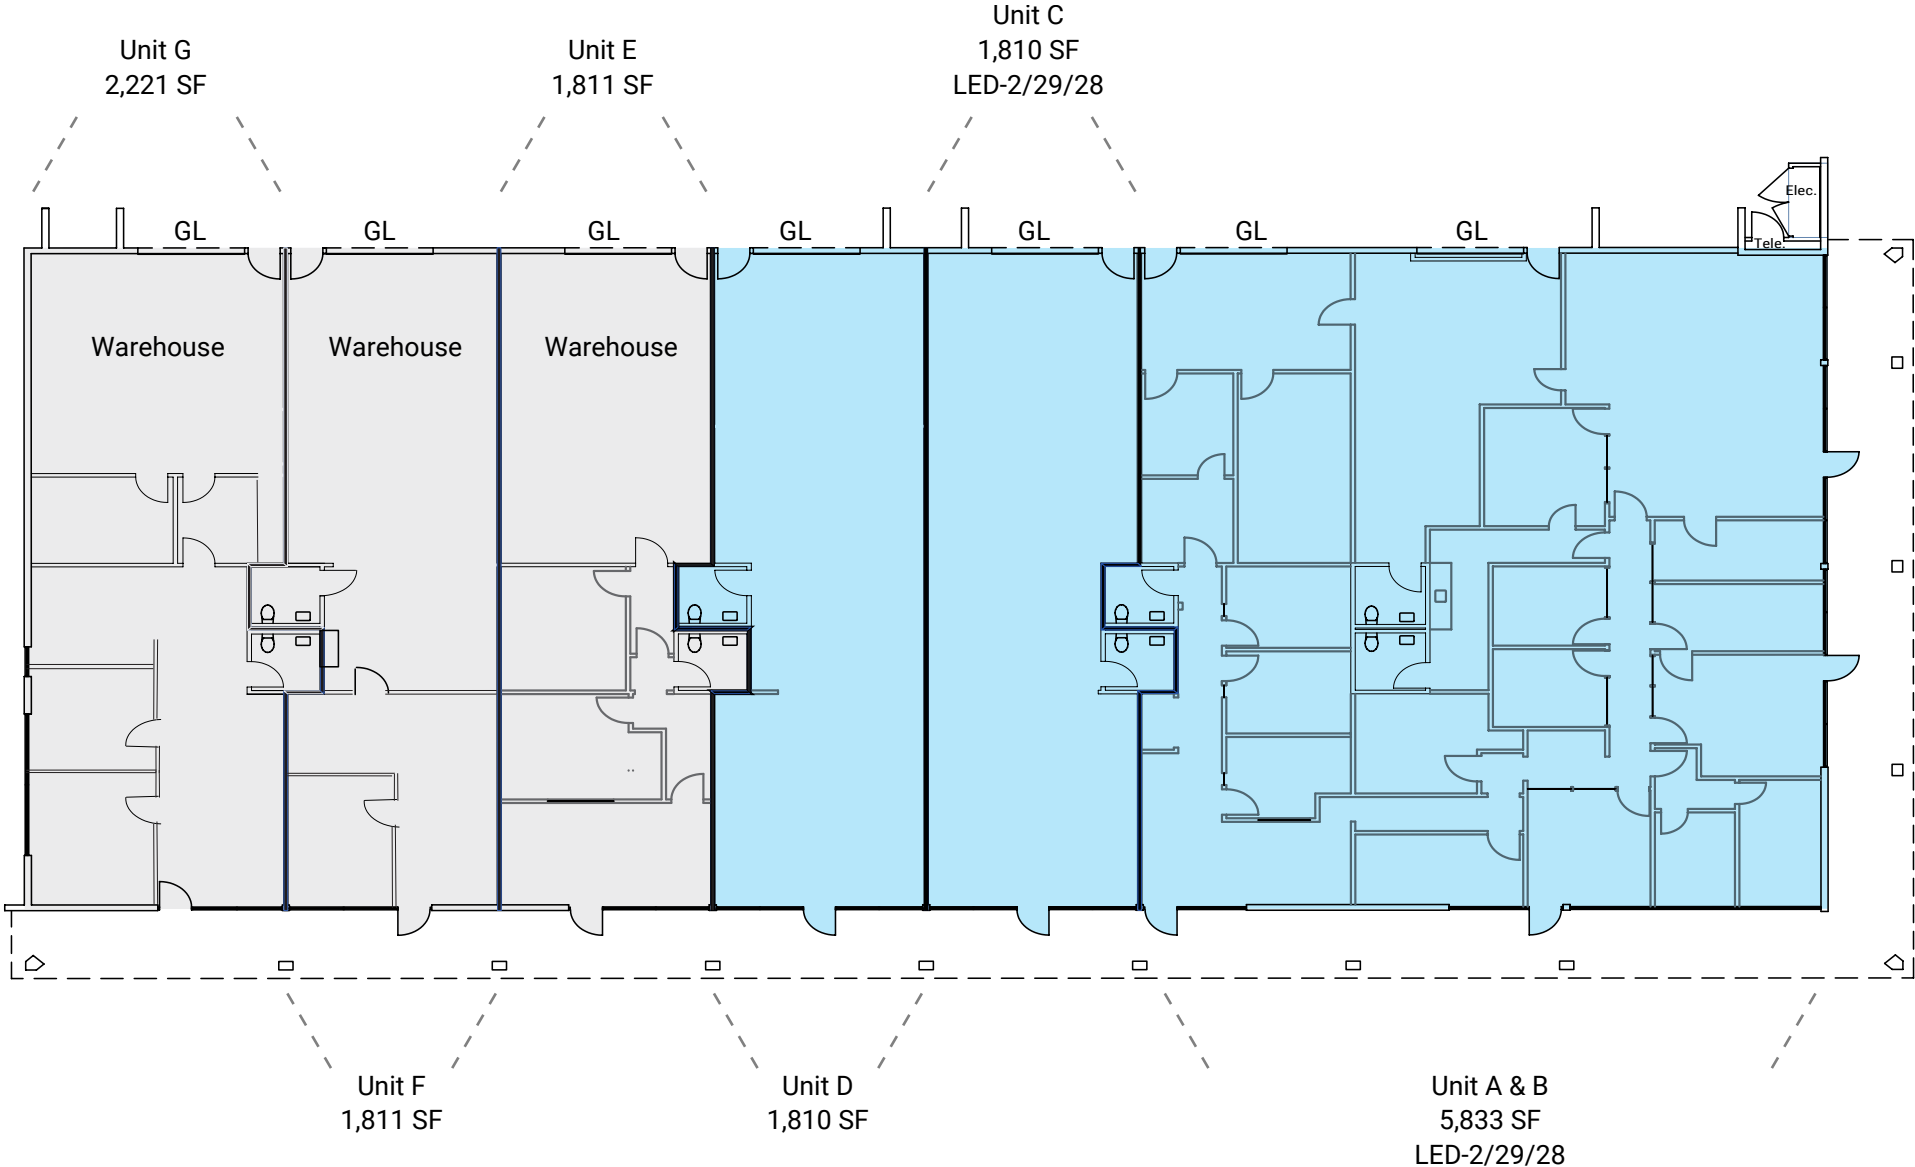 Unit G
2,221 SF
Unit E
1,811 SF
Unit C
1,810 SF
LED-2/29/28
Elec.
Tele.
GL
GL
GL
GL
GL
GL
GL
Warehouse
Warehouse
Warehouse
Unit F
1,811 SF
Unit D
1,810 SF
Unit A & B
5,833 SF
LED-2/29/28